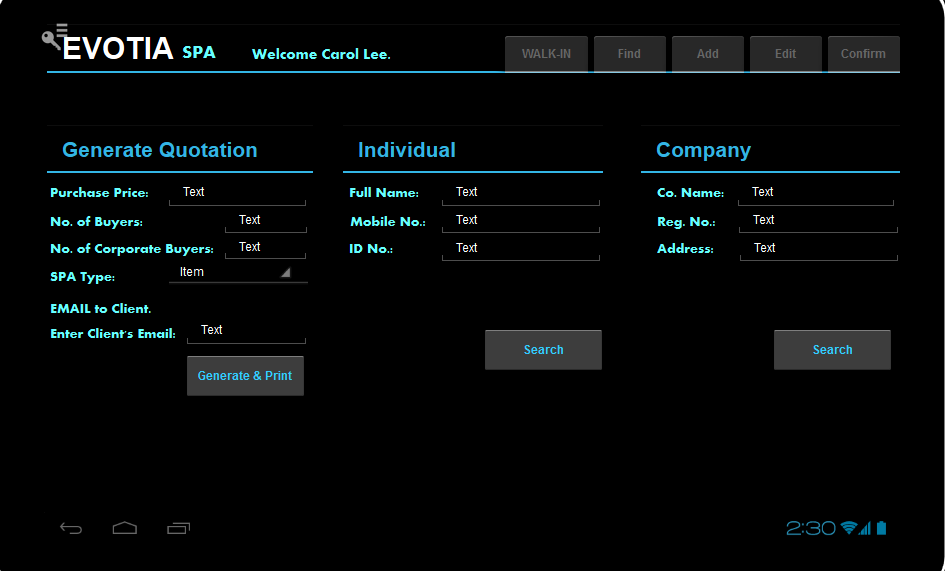 EVOTIA SPA Welcome Carol Lee. WALK-IN Find Add Edit Confirm
Generate Quotation
Purchase Price: Text
No. of Buyers: Text
No. of Corporate Buyers: Text
SPA Type: Item
EMAIL to Client.
Enter Client's Email: Text
Generate & Print
Individual
Full Name: Text
Mobile No.: Text
ID No.: Text
Search
Company
Co. Name: Text
Reg. No.: Text
Address: Text
Search
2:30